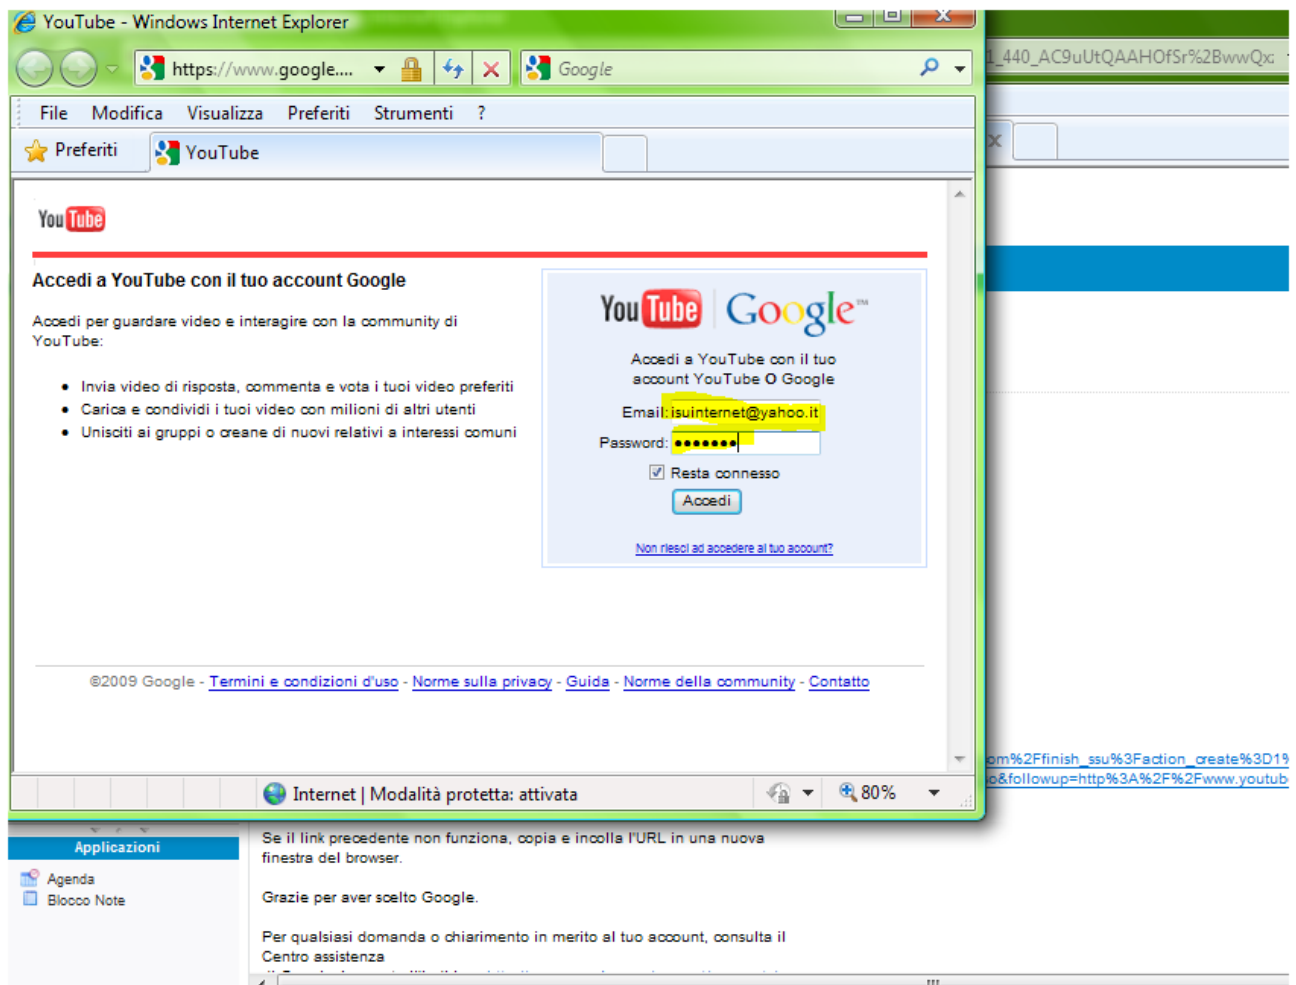 YouTube - Windows Internet Explorer
https://www.google....
Google
1_440_AC9uUtQAAHOfSr%2BwwQx
File Modifica Visualizza Preferiti Strumenti ?
Preferiti
YouTube
You Tube
Accedi a YouTube con il tuo account Google
Accedi per guardare video e interagire con la community di
YouTube:
Invia video di risposta, commenta e vota i tuoi video preferiti
Carica e condividi i tuoi video con milioni di altri utenti
Unisciti ai gruppi o creane di nuovi relativi a interessi comuni
You Tube Google™
Accedi a YouTube con il tuo
account YouTube O Google
Email: isuinternet@yahoo.it
Password: •••••••
Resta connesso
Accedi
Non riesci ad accedere al tuo account?
©2009 Google - Termini e condizioni d'uso - Norme sulla privacy - Guida - Norme della community - Contatto
om%2Ffinish_ssu%3Faction_create%3D1%
o&followup=http%3A%2F%2Fwww.youtub
Internet | Modalità protetta: attivata
80%
Applicazioni
Agenda
Blocco Note
Se il link precedente non funziona, copia e incolla l'URL in una nuova
finestra del browser.
Grazie per aver scelto Google.
Per qualsiasi domanda o chiarimento in merito al tuo account, consulta il
Centro assistenza